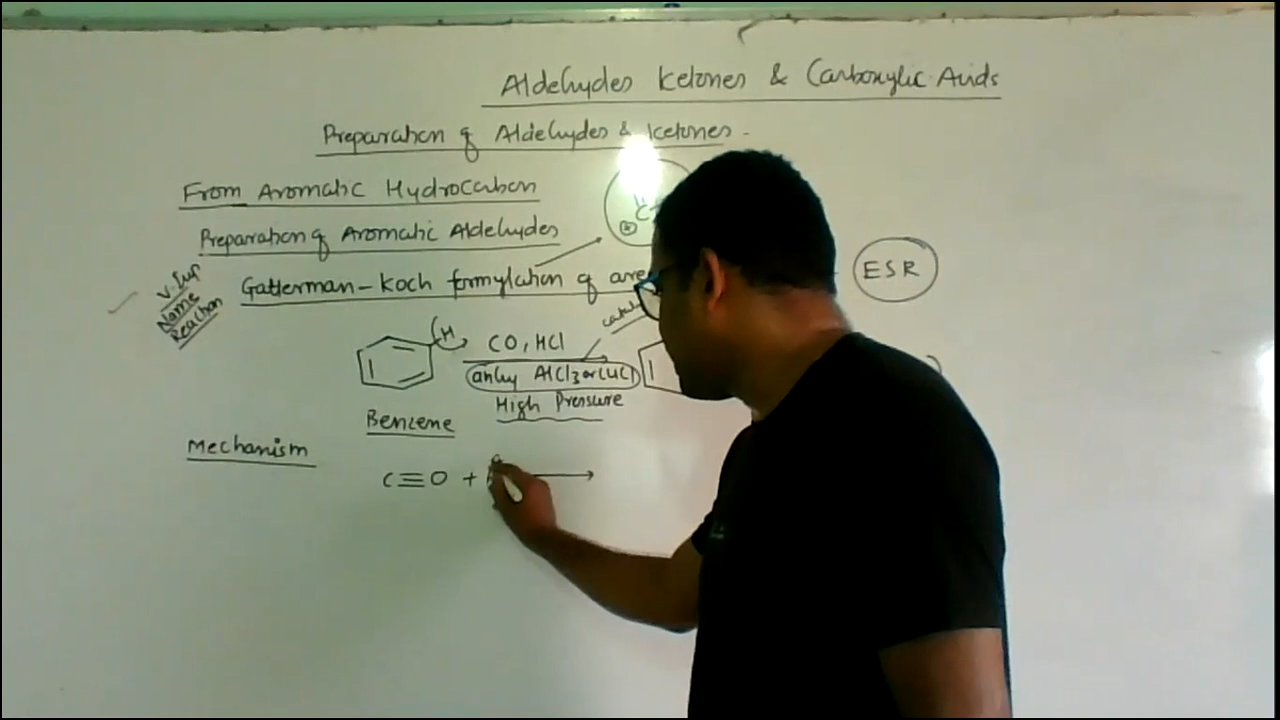 Aldehydes Ketones & Carboxylic Acids
Preparation of Aldehydes & Ketones -
From Aromatic Hydrocarbon
Preparation of Aromatic Aldehydes
C
V. Imp
Name
Reaction
Gatterman-Koch formylation of
ESR
H
CO, HCl
anhy AlCl3 or CuCl
High Pressure
Benzene
Mechanism
C≡O +